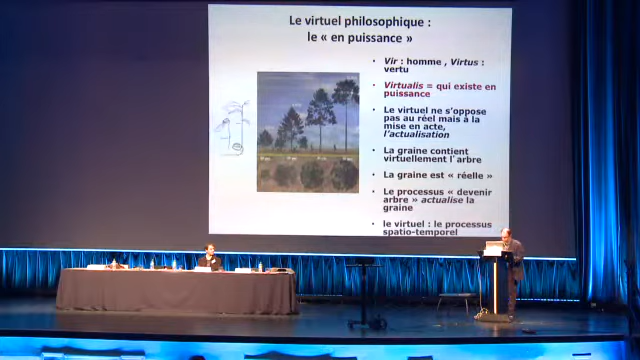 Le virtuel philosophique :
le « en puissance »
• Vir : homme , Virtus :
vertu
• Virtualis = qui existe en
puissance
• Le virtuel ne s'oppose
pas au réel mais à la
mise en acte,
l'actualisation
• La graine contient
virtuellement l'arbre
• La graine est « réelle »
• Le processus « devenir
arbre » actualise la
graine
• le virtuel : le processus
spatio-temporel